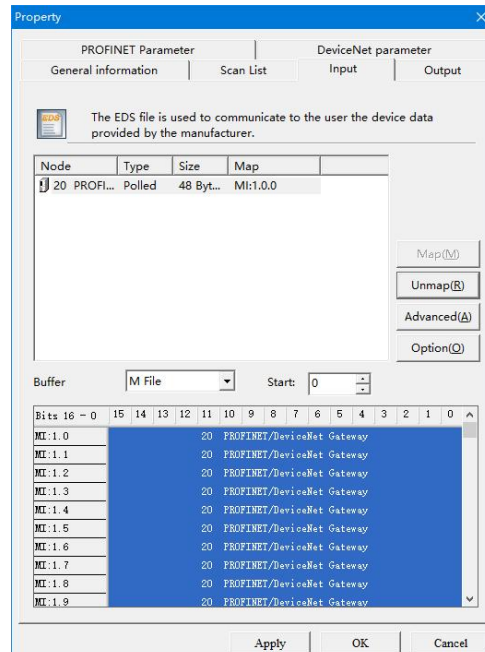 Property
PROFINET Parameter DeviceNet parameter
General information Scan List Input Output
EDS
The EDS file is used to communicate to the user the device data
provided by the manufacturer.
Node Type Size Map
20 PROFI... Polled 48 Byt... MI:1.0.0
Map(M)
Unmap(R)
Advanced(A)
Option(O)
Buffer M File Start: 0
Bits 16 - 0 15 14 13 12 11 10 9 8 7 6 5 4 3 2 1 0
MI:1.0 20 PROFINET/DeviceNet Gateway
MI:1.1 20 PROFINET/DeviceNet Gateway
MI:1.2 20 PROFINET/DeviceNet Gateway
MI:1.3 20 PROFINET/DeviceNet Gateway
MI:1.4 20 PROFINET/DeviceNet Gateway
MI:1.5 20 PROFINET/DeviceNet Gateway
MI:1.6 20 PROFINET/DeviceNet Gateway
MI:1.7 20 PROFINET/DeviceNet Gateway
MI:1.8 20 PROFINET/DeviceNet Gateway
MI:1.9 20 PROFINET/DeviceNet Gateway
Apply OK Cancel